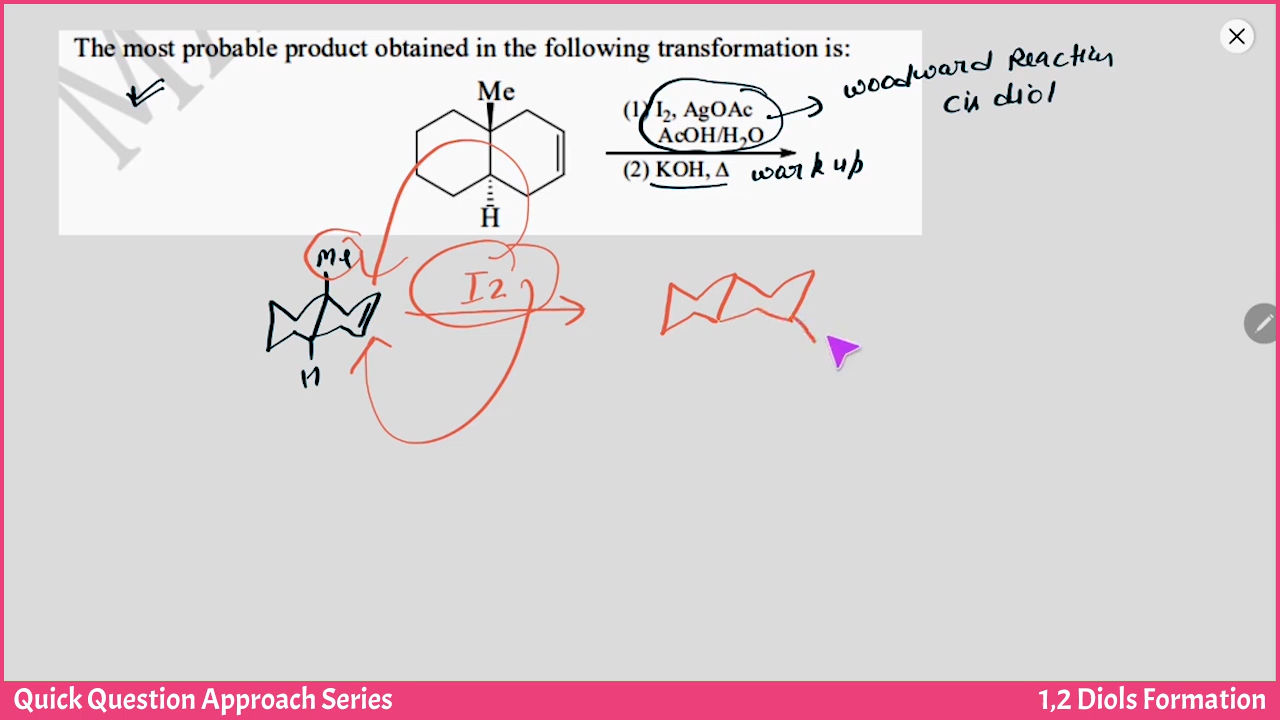 The most probable product obtained in the following transformation is:
Me
(1) I2, AgOAc
AcOH/H2O
(2) KOH, Δ
H
woodward Reaction
cis diol
work up
Me
H
I2
Quick Question Approach Series
1,2 Diols Formation